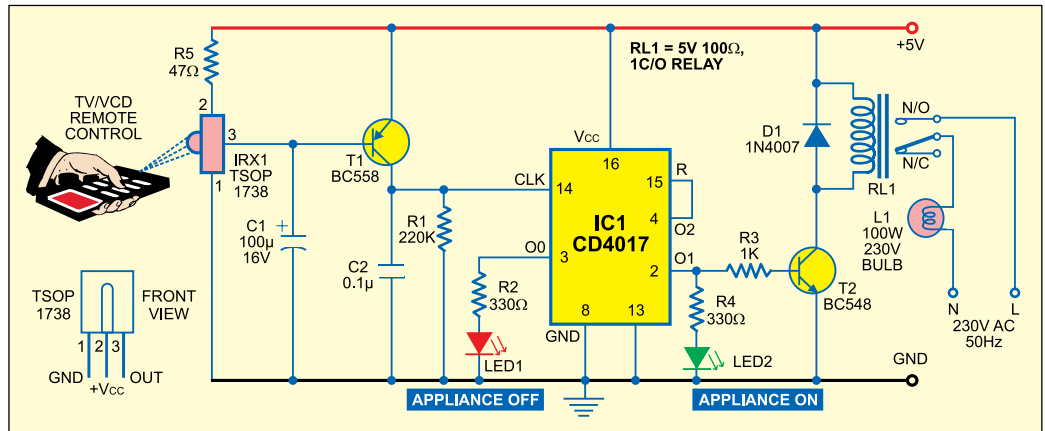 +5V
RL1 = 5V 100Ω,
1C/O RELAY
R5
47Ω
TV/VCD
REMOTE
CONTROL
2
3
1
IRX1
TSOP
1738
T1
BC558
C1
100µ
16V
+
C2
0.1µ
R1
220K
CLK
14
VCC
16
15
R
4
O2
IC1
CD4017
O0
3
2
O1
8
GND
13
R2
330Ω
LED1
R3
1K
R4
330Ω
LED2
T2
BC548
D1
1N4007
RL1
N/O
N/C
L1
100W
230V
BULB
N
L
230V AC
50Hz
GND
APPLIANCE OFF
APPLIANCE ON
TSOP
1738
FRONT
VIEW
1
2
3
GND
+VCC
OUT